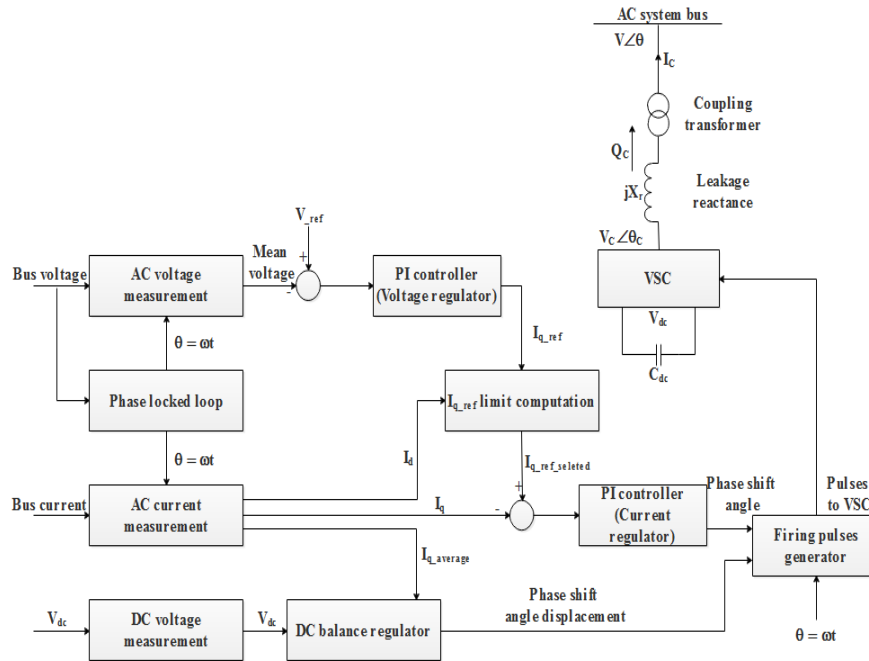 AC system bus
V∠θ
I_C
Coupling
transformer
Q_C
Leakage
reactance
jX_r
V_C∠θ_C
VSC
V_dc
C_dc
V_ref
Mean
voltage
+
-
Bus voltage
AC voltage
measurement
PI controller
(Voltage regulator)
θ = ωt
I_q_ref
Phase locked loop
I_q_ref limit computation
θ = ωt
I_d
I_q_ref_seleted
Bus current
AC current
measurement
I_q
+
-
PI controller
(Current
regulator)
Phase shift
angle
Pulses
to VSC
Firing pulses
generator
I_q_average
Phase shift
angle displacement
V_dc
DC voltage
measurement
V_dc
DC balance regulator
θ = ωt